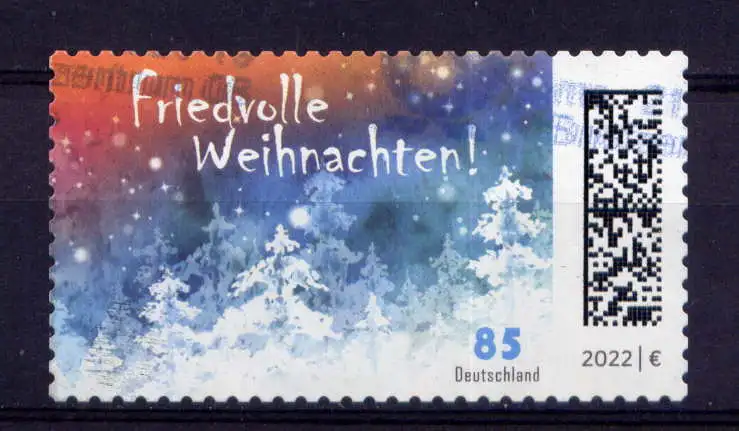 Friedvolle
Weihnachten!
85
Deutschland
2022 | €